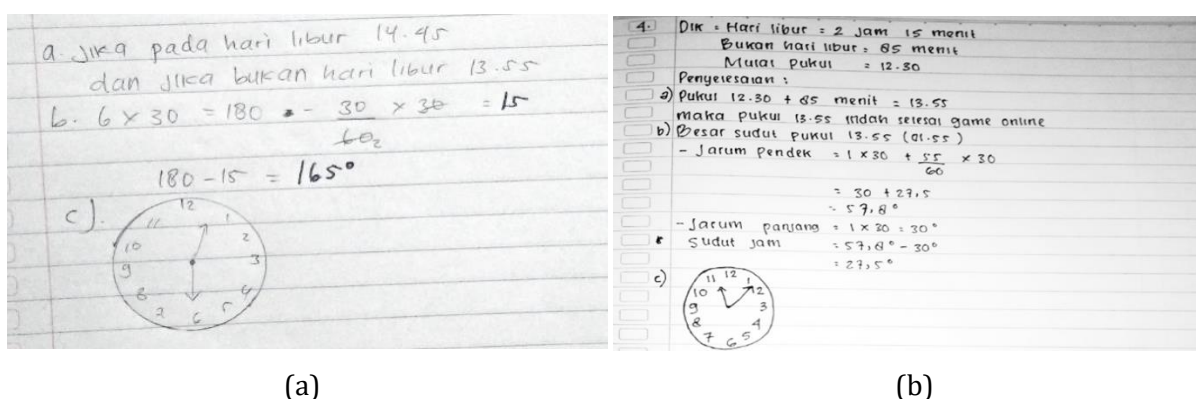 a. Jika pada hari libur 14.45
dan jika bukan hari libur 13.55
b. 6 x 30 = 180 - 30/60 2 x 30 = 15
180 - 15 = 165°
c).
12
11 1
10 2
9 3
8 4
7 6 5
(a)
4. Dik : Hari libur = 2 jam 15 menit
Bukan hari libur = 85 menit
Mulai pukul = 12.30
Penyelesaian :
a) Pukul 12.30 + 85 menit = 13.55
maka pukul 13.55 indah selesai game online
b) Besar sudut pukul 13.55 (01.55)
- Jarum pendek = 1 x 30 + 55/60 x 30
= 30 + 27,5
= 57,8°
- Jarum panjang = 1 x 30 = 30°
Sudut jam = 57,8° - 30°
= 27,5°
c)
11 12 1
10 12
9 3
8 4
7 6 5
(b)